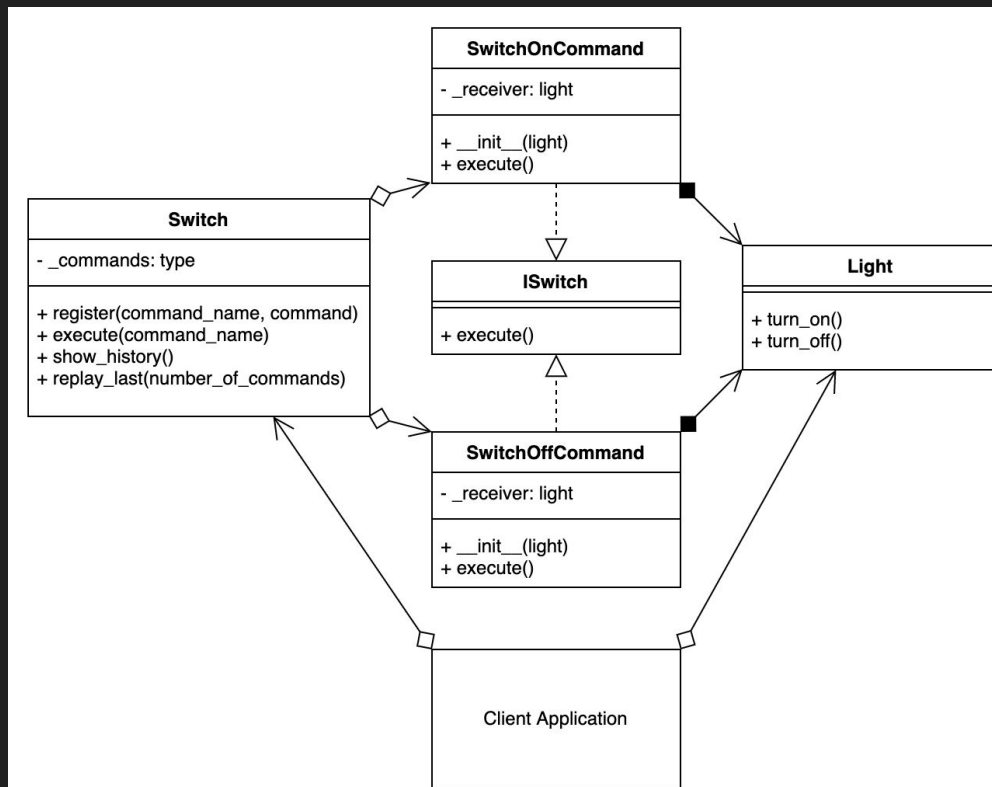 SwitchOnCommand
- _receiver: light
+ __init__(light)
+ execute()
Switch
- _commands: type
+ register(command_name, command)
+ execute(command_name)
+ show_history()
+ replay_last(number_of_commands)
ISwitch
+ execute()
Light
+ turn_on()
+ turn_off()
SwitchOffCommand
- _receiver: light
+ __init__(light)
+ execute()
Client Application